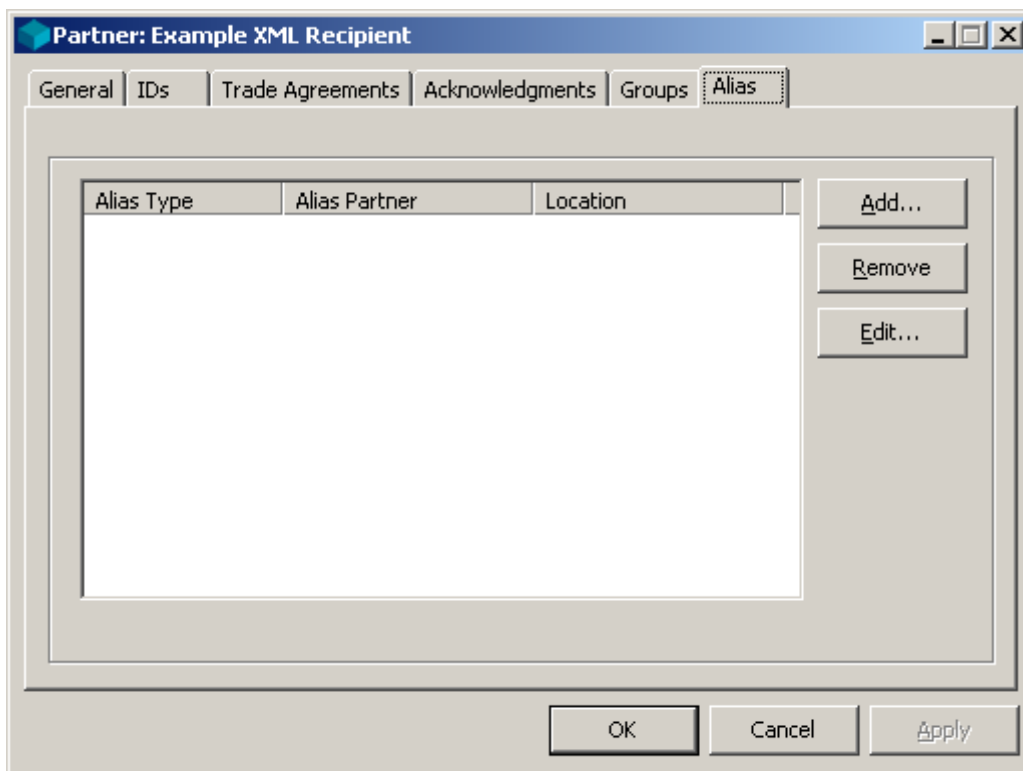 Partner: Example XML Recipient
General IDs Trade Agreements Acknowledgments Groups Alias
Alias Type Alias Partner Location
Add...
Remove
Edit...
OK Cancel Apply